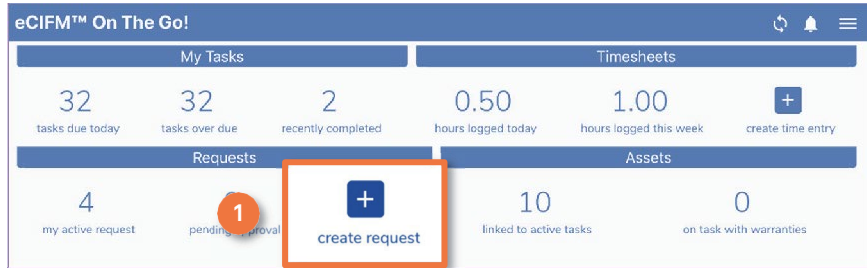 eCIFM™ On The Go!
My Tasks
Timesheets
32
32
2
0.50
1.00
+
tasks due today
tasks over due
recently completed
hours logged today
hours logged this week
create time entry
Requests
Assets
4
1
+
10
0
my active request
pending
create request
linked to active tasks
on task with warranties